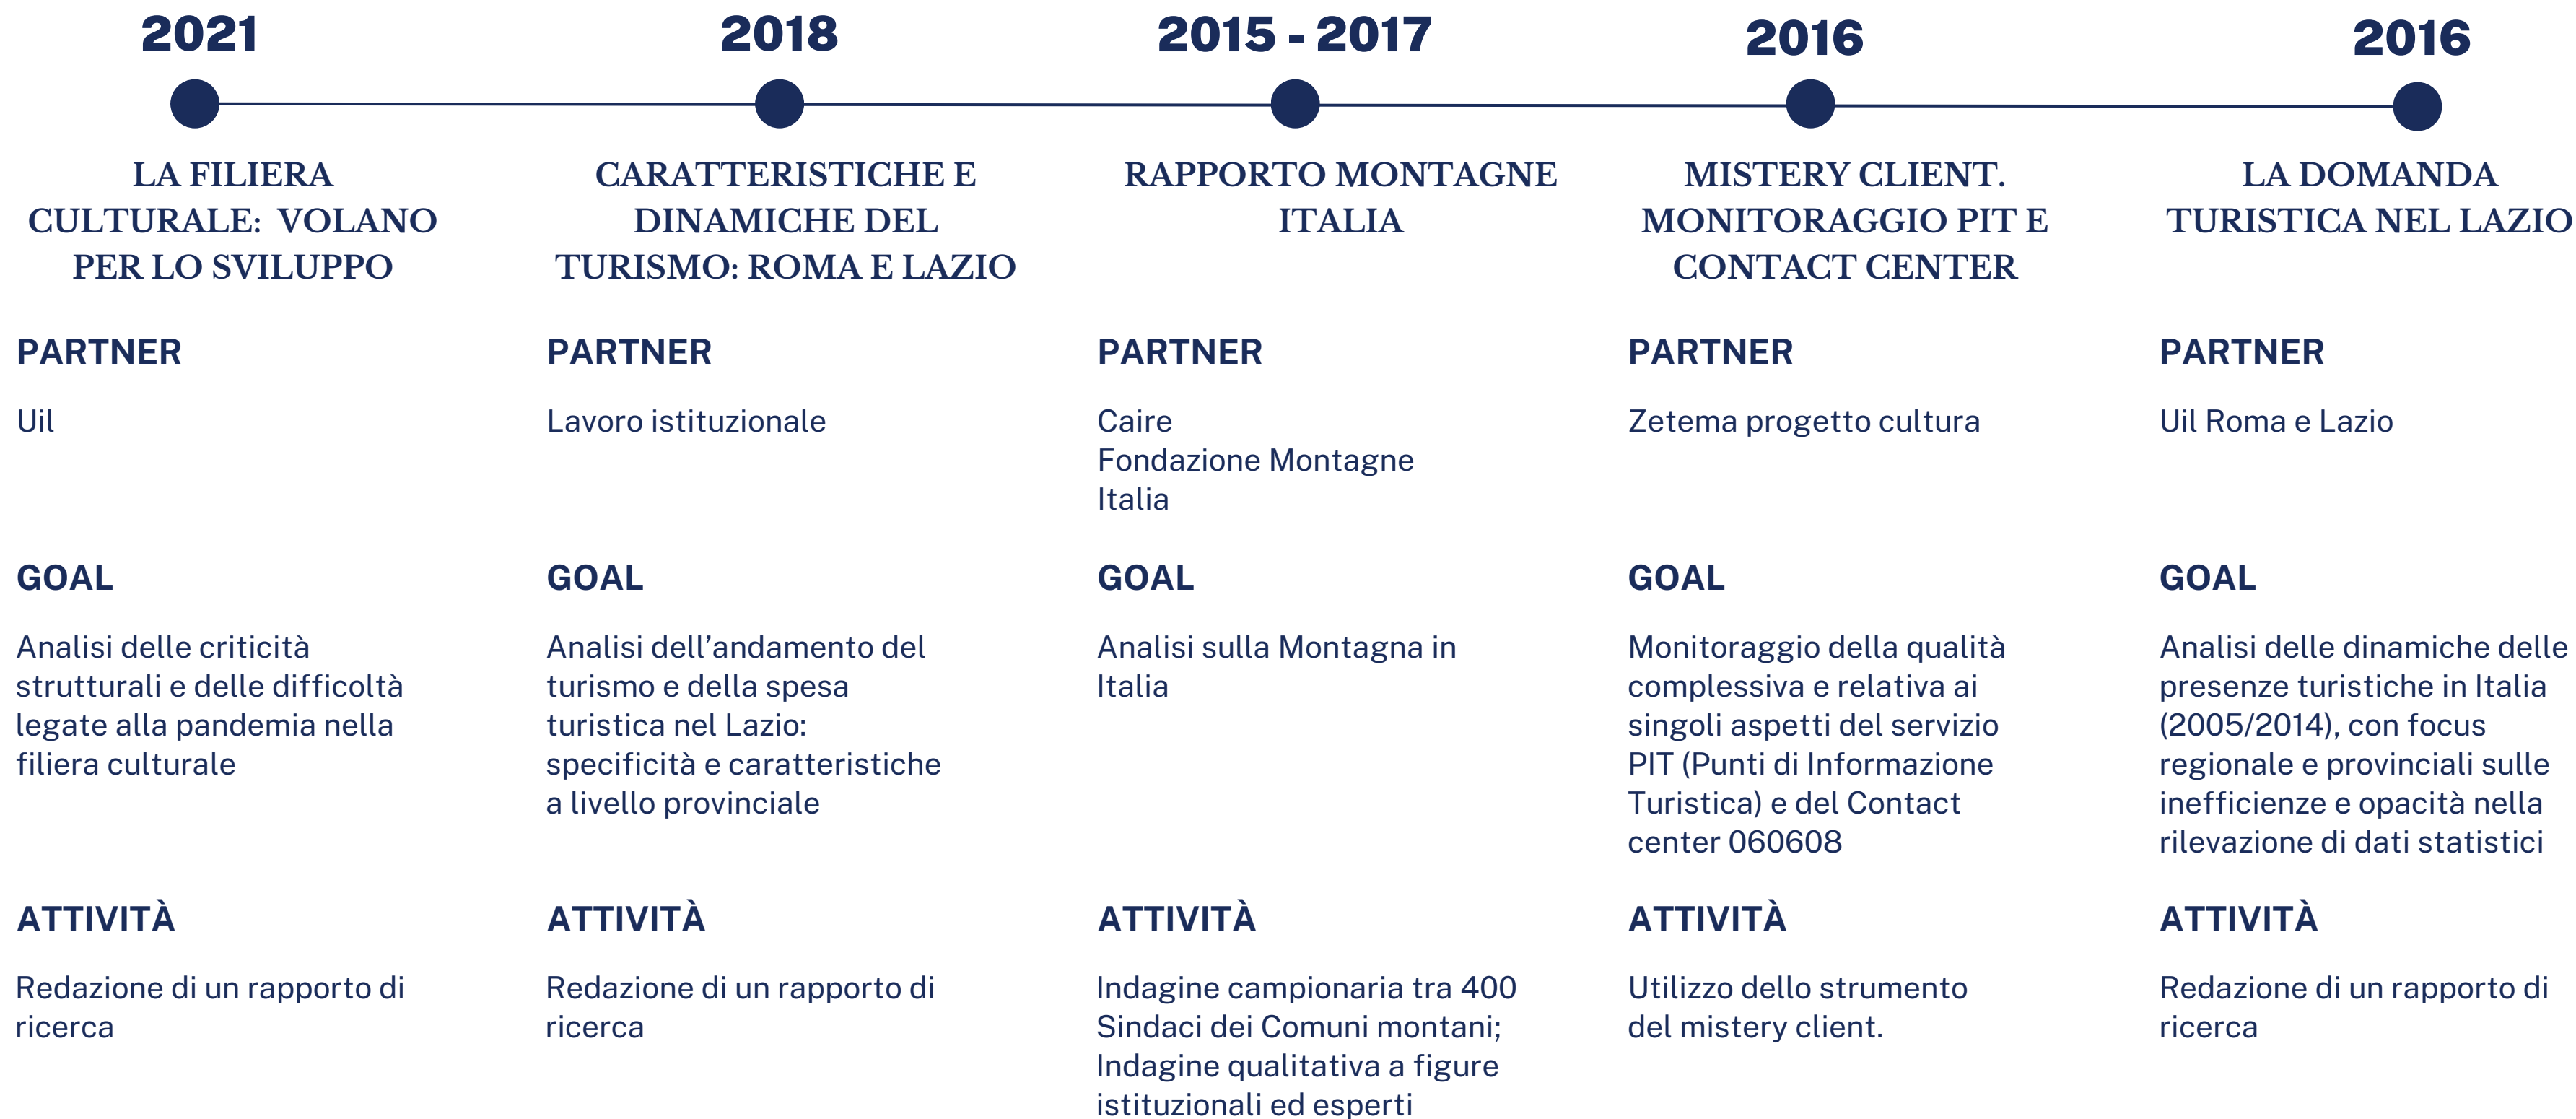 2021
LA FILIERA
CULTURALE:  VOLANO
PER LO SVILUPPO
PARTNER
Uil
GOAL
Analisi delle criticità
strutturali e delle difficoltà
legate alla pandemia nella
filiera culturale
ATTIVITÀ
Redazione di un rapporto di
ricerca
2018
CARATTERISTICHE E
DINAMICHE DEL
TURISMO: ROMA E LAZIO
PARTNER
Lavoro istituzionale
GOAL
Analisi dell’andamento del
turismo e della spesa
turistica nel Lazio:
specificità e caratteristiche
a livello provinciale
ATTIVITÀ
Redazione di un rapporto di
ricerca
2015 - 2017
RAPPORTO MONTAGNE
ITALIA
PARTNER
Caire
Fondazione Montagne
Italia
GOAL
Analisi sulla Montagna in
Italia
ATTIVITÀ
Indagine campionaria tra 400
Sindaci dei Comuni montani;
Indagine qualitativa a figure
istituzionali ed esperti
2016
MISTERY CLIENT.
MONITORAGGIO PIT E
CONTACT CENTER
PARTNER
Zetema progetto cultura
GOAL
Monitoraggio della qualità
complessiva e relativa ai
singoli aspetti del servizio
PIT (Punti di Informazione
Turistica) e del Contact
center 060608
ATTIVITÀ
Utilizzo dello strumento
del mistery client.
2016
LA DOMANDA
TURISTICA NEL LAZIO
PARTNER
Uil Roma e Lazio
GOAL
Analisi delle dinamiche delle
presenze turistiche in Italia
(2005/2014), con focus
regionale e provinciali sulle
inefficienze e opacità nella
rilevazione di dati statistici
ATTIVITÀ
Redazione di un rapporto di
ricerca